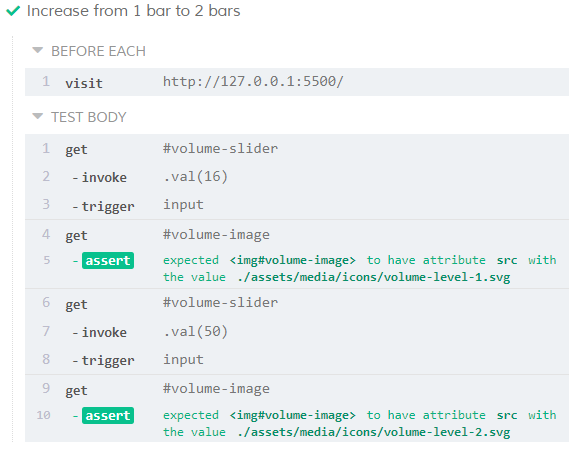 Increase from 1 bar to 2 bars
BEFORE EACH
1 visit http://127.0.0.1:5500/
TEST BODY
1 get #volume-slider
2 -invoke .val(16)
3 -trigger input
4 get #volume-image
5 -assert expected <img#volume-image> to have attribute src with
the value ./assets/media/icons/volume-level-1.svg
6 get #volume-slider
7 -invoke .val(50)
8 -trigger input
9 get #volume-image
10 -assert expected <img#volume-image> to have attribute src with
the value ./assets/media/icons/volume-level-2.svg